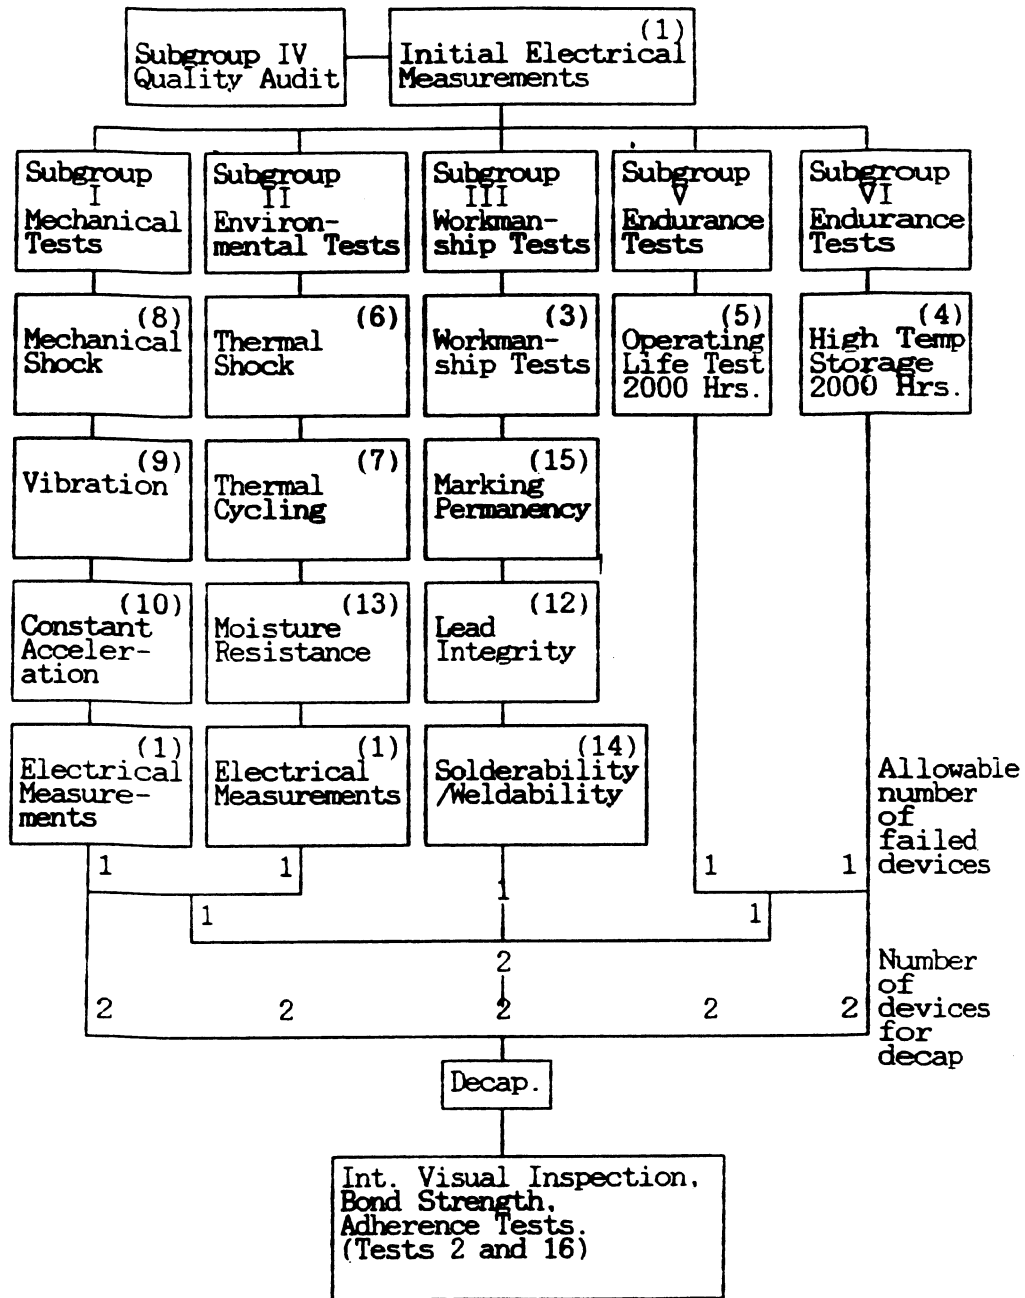 Subgroup IV
Quality Audit
(1)
Initial Electrical
Measurements
Subgroup
I
Mechanical
Tests
Subgroup
II
Environ-
mental Tests
Subgroup
III
Workman-
ship Tests
Subgroup
V
Endurance
Tests
Subgroup
VI
Endurance
Tests
(8)
Mechanical
Shock
(6)
Thermal
Shock
(3)
Workman-
ship Tests
(5)
Operating
Life Test
2000 Hrs.
(4)
High Temp
Storage
2000 Hrs.
(9)
Vibration
(7)
Thermal
Cycling
(15)
Marking
Permanency
(10)
Constant
Acceler-
ation
(13)
Moisture
Resistance
(12)
Lead
Integrity
(1)
Electrical
Measure-
ments
(1)
Electrical
Measurements
(14)
Solderability
/Weldability
Allowable
number
of
failed
devices
1 1 1 1 1
1 1
2
Number
of
devices
for
decap
2 2 2 2 2
Decap.
Int. Visual Inspection,
Bond Strength,
Adherence Tests.
(Tests 2 and 16)